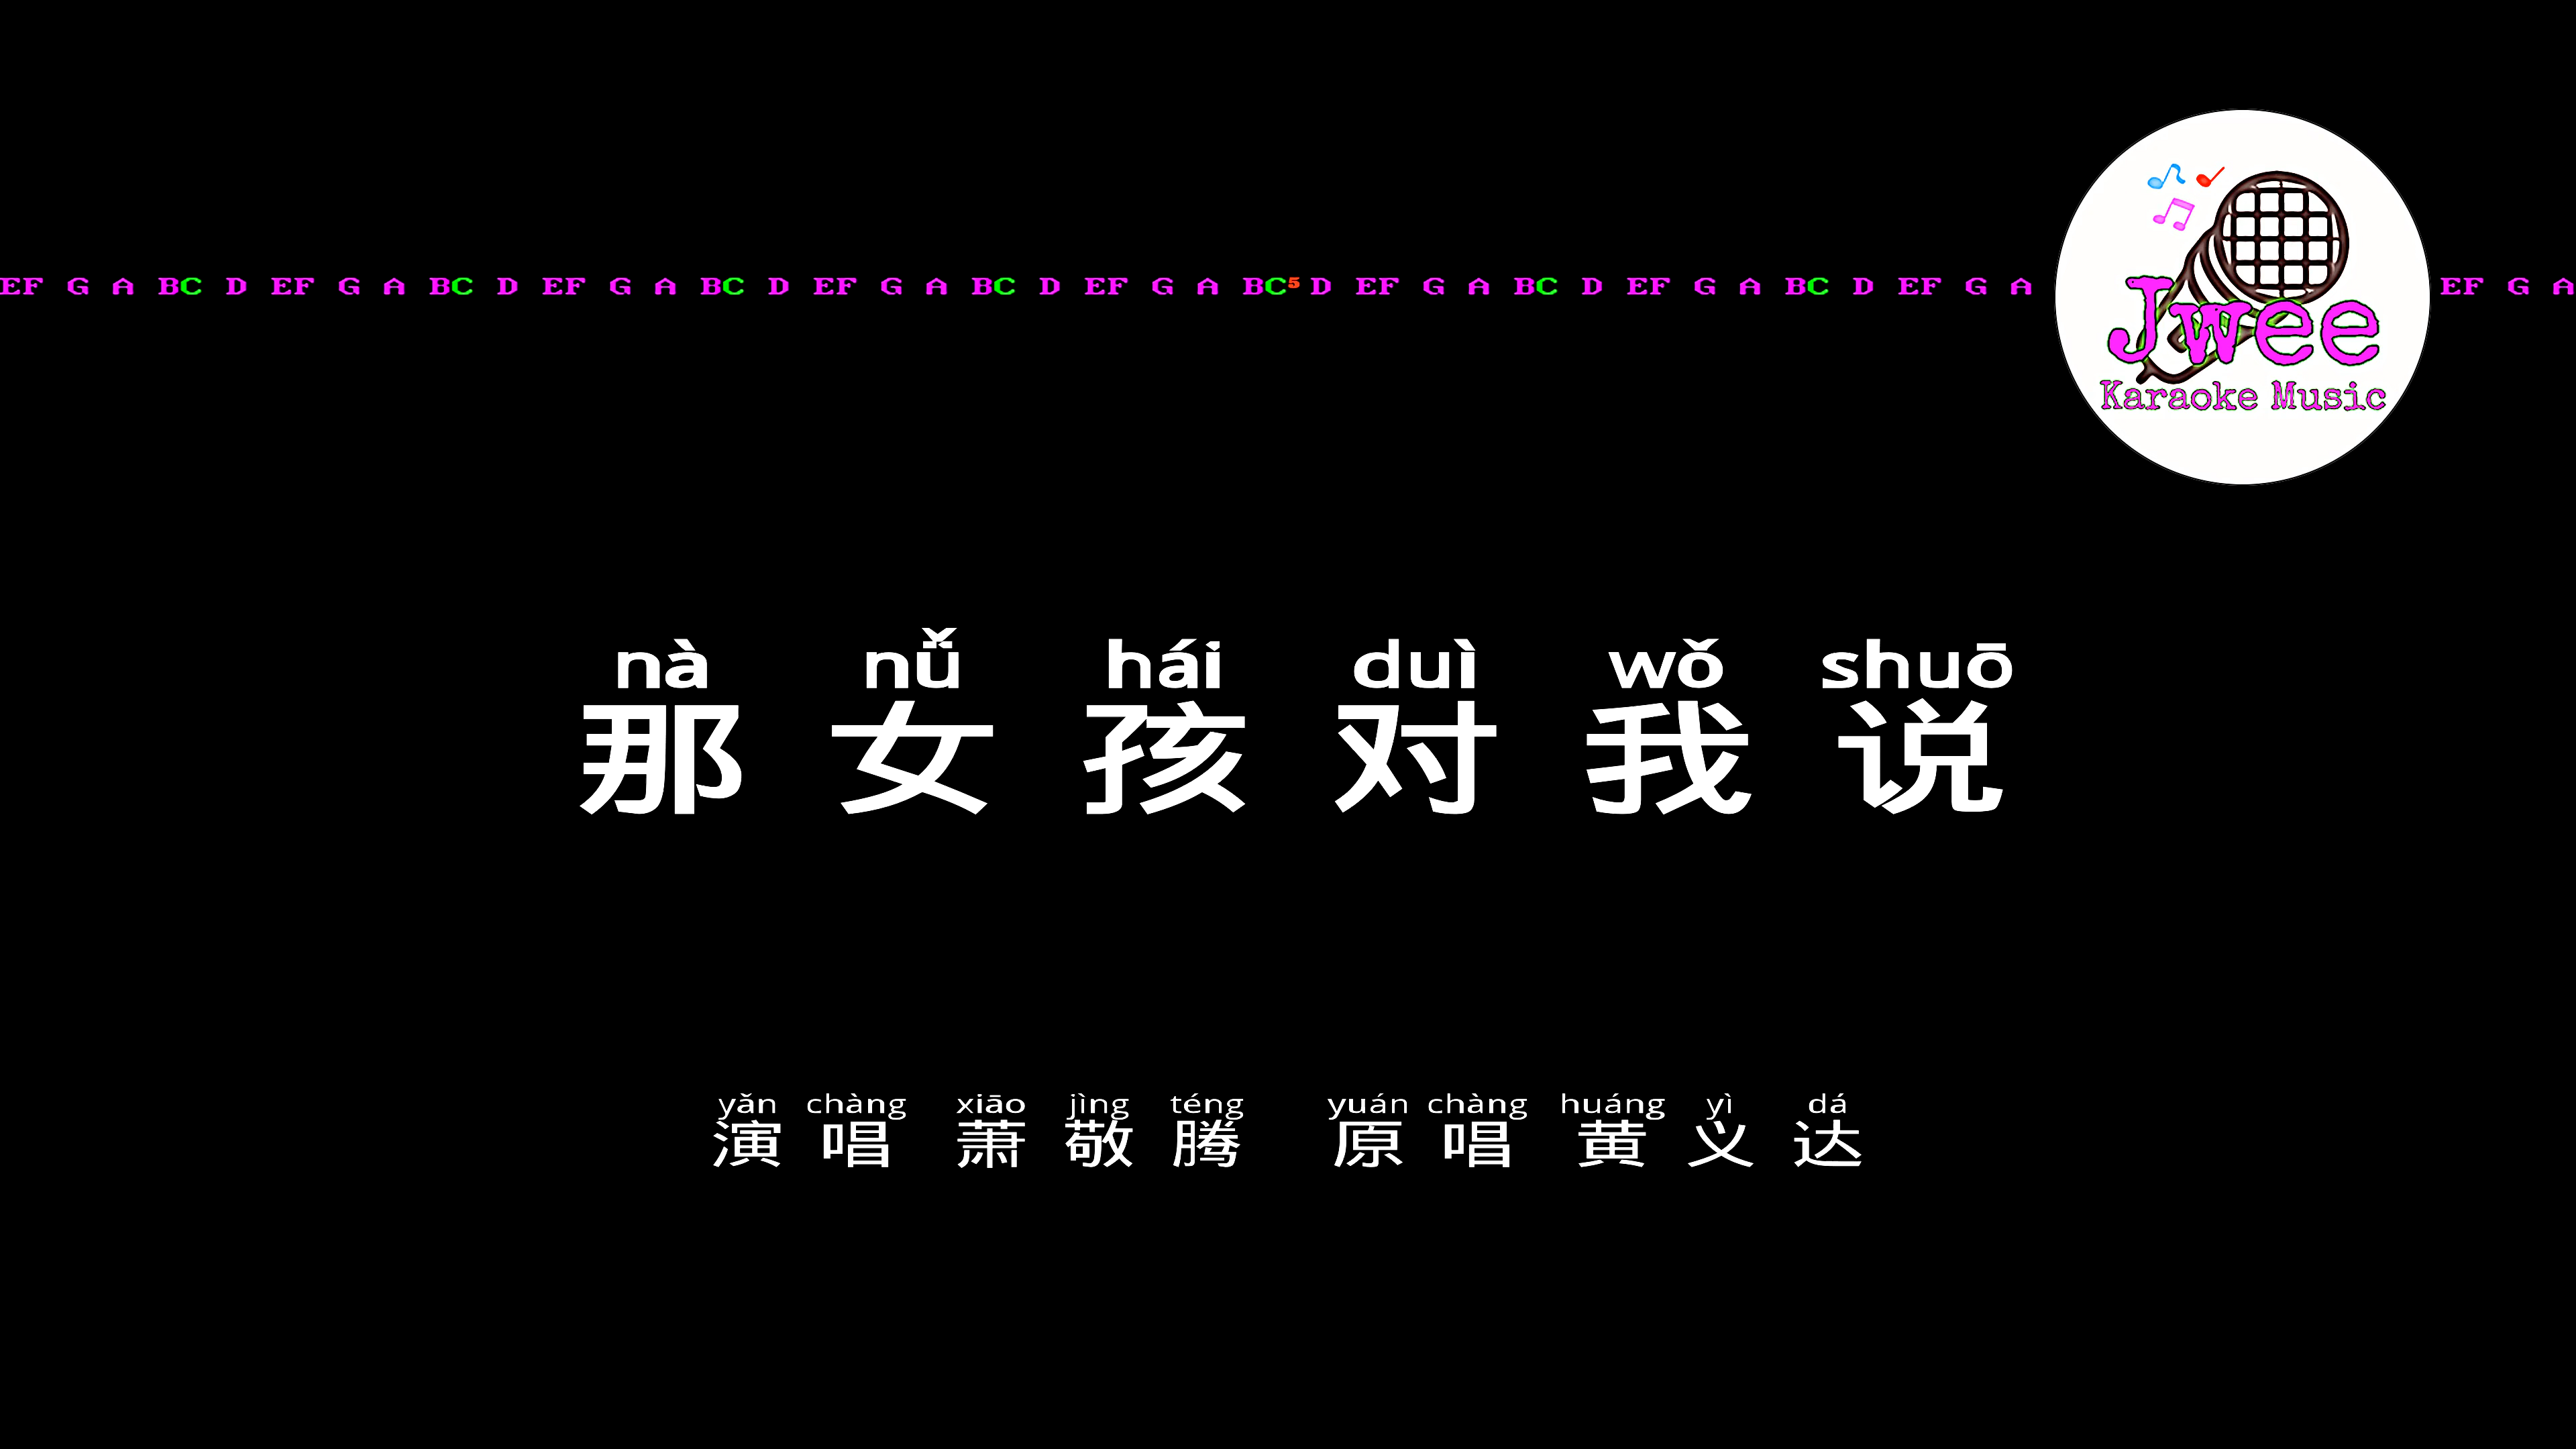 EF G A BC D EF G A BC D EF G A BC D EF G A BC D EF G A BC5 D EF G A BC D EF G A BC D EF G A EF G A
Jwee
Karaoke Music
nà nǚ hái duì wǒ shuō
那 女 孩 对 我 说
yǎn chàng xiāo jìng téng yuán chàng huáng yì dá
演 唱 萧 敬 腾 原 唱 黄 义 达